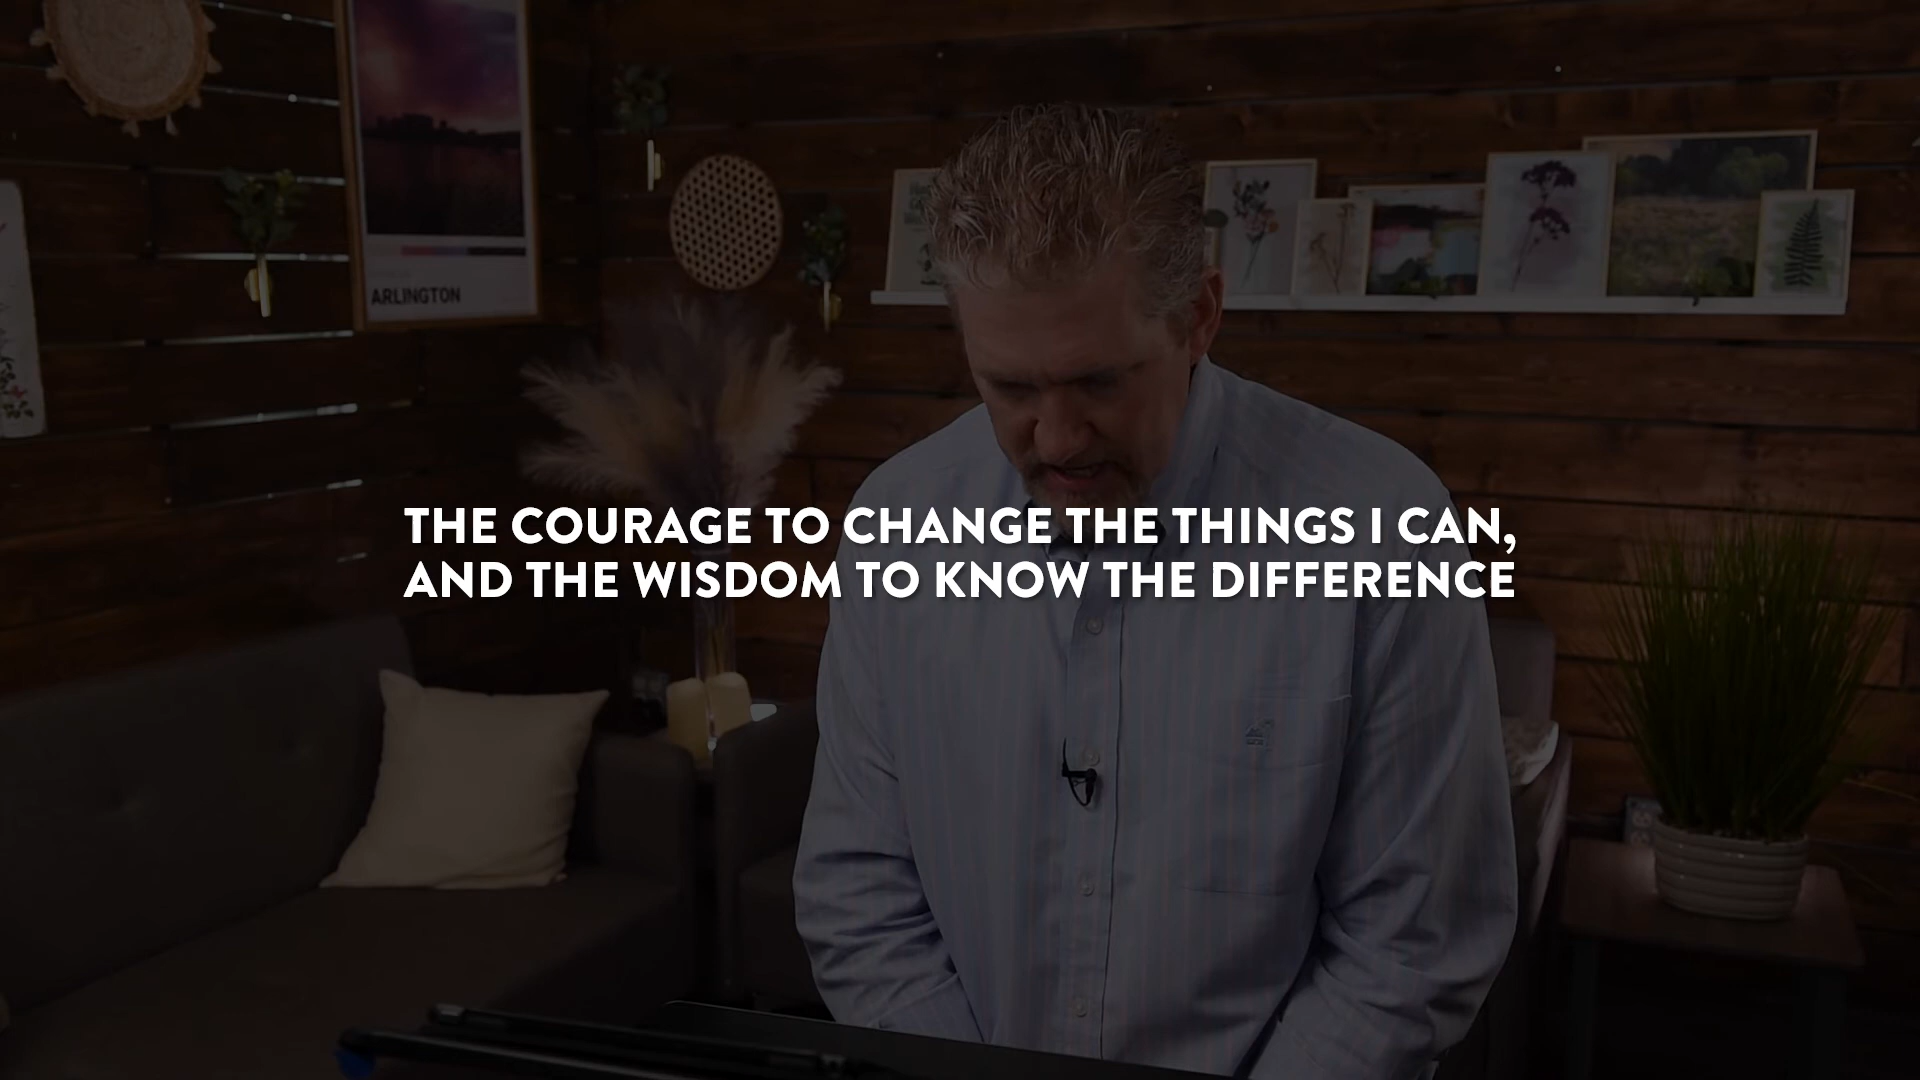 ARLINGTON
THE COURAGE TO CHANGE THE THINGS I CAN,
AND THE WISDOM TO KNOW THE DIFFERENCE